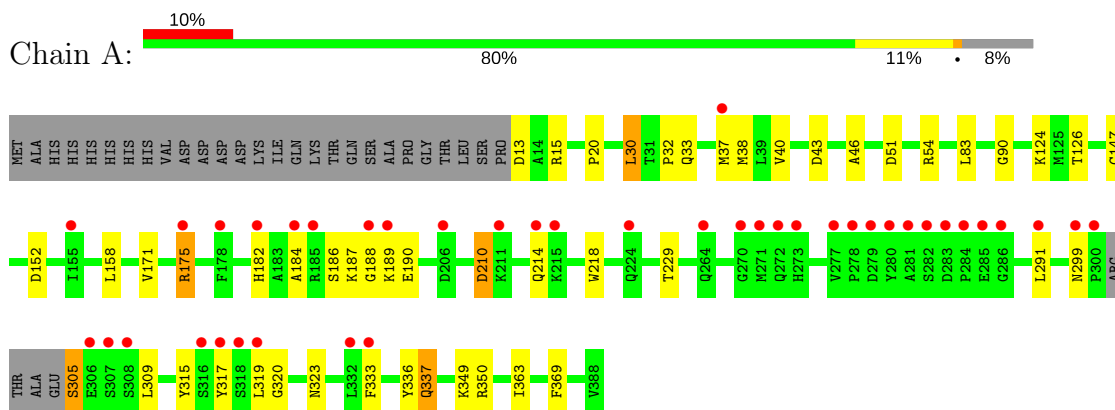 10%
Chain A:
80% 11% • 8%
MET ALA HIS HIS HIS HIS HIS HIS VAL ASP ASP ASP ASP LYS ILE GLN LYS THR GLN SER ALA PRO GLY THR LEU SER PRO D13 A14 R15 P20 L30 T31 P32 Q33 M37 M38 L39 V40 D43 A46 D51 R54 L83 G90 K124 M125 T126
D152 I155 L158 V171 R175 F178 H182 A183 A184 R185 S186 K187 G188 K189 E190 D206 D210 K211 Q214 K215 W218 Q224 T229 Q264 G270 M271 Q272 H273 V277 P278 D279 Y280 A281 S282 D283 P284 E285 G286 L291 N299 P300 ARG
THR ALA GLU S305 E306 S307 S308 L309 Y315 S316 Y317 S318 L319 G320 N323 L332 F333 Y336 Q337 K349 R350 I363 F369 V388